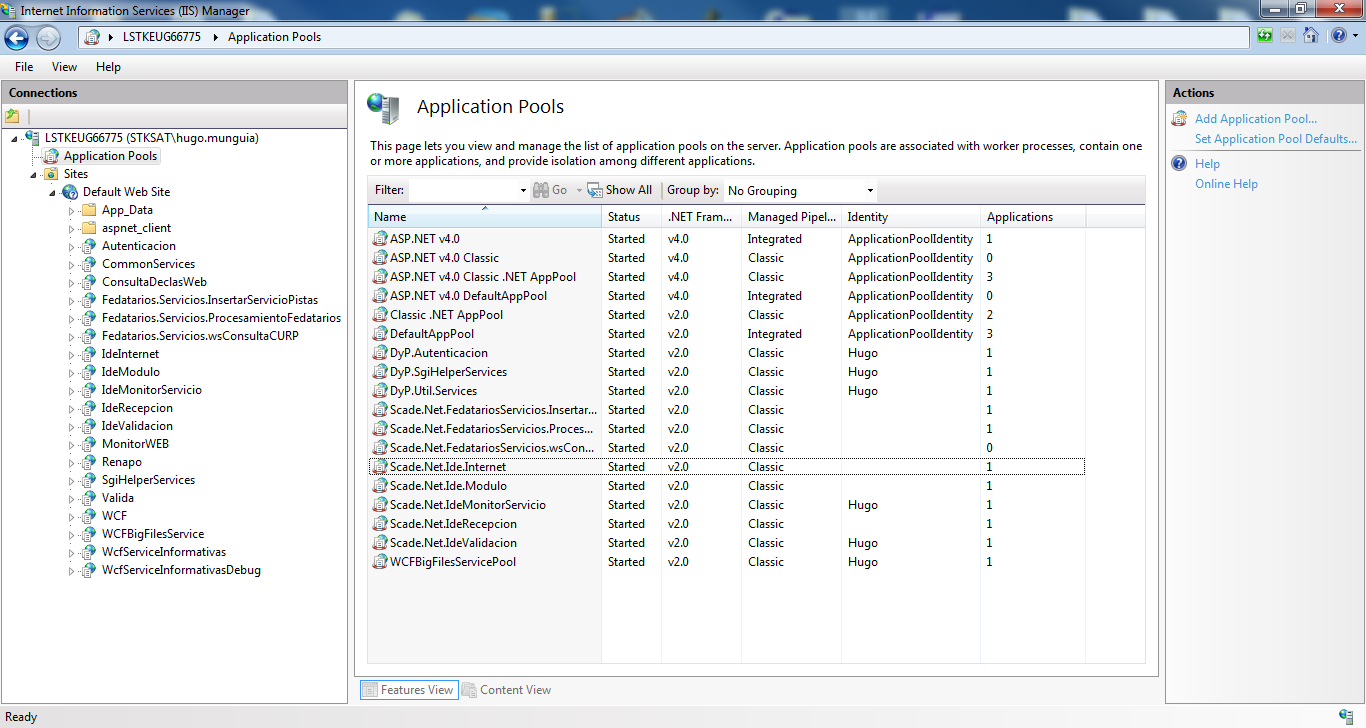 Internet Information Services (IIS) Manager
LSTKEUG66775 Application Pools
File View Help
Connections
LSTKEUG66775 (STKSAT\hugo.munguia)
Application Pools
Sites
Default Web Site
App_Data
aspnet_client
Autenticacion
CommonServices
ConsultaDeclasWeb
Fedatarios.Servicios.InsertarServicioPistas
Fedatarios.Servicios.ProcesamientoFedatarios
Fedatarios.Servicios.wsConsultaCURP
IdeInternet
IdeModulo
IdeMonitorServicio
IdeRecepcion
IdeValidacion
MonitorWEB
Renapo
SgiHelperServices
Valida
WCF
WCFBigFilesService
WcfServiceInformativas
WcfServiceInformativasDebug
Application Pools
This page lets you view and manage the list of application pools on the server. Application pools are associated with worker processes, contain one
or more applications, and provide isolation among different applications.
Filter: Go Show All Group by: No Grouping
Name Status .NET Fram... Managed Pipel... Identity Applications
ASP.NET v4.0 Started v4.0 Integrated ApplicationPoolIdentity 1
ASP.NET v4.0 Classic Started v4.0 Classic ApplicationPoolIdentity 0
ASP.NET v4.0 Classic .NET AppPool Started v4.0 Classic ApplicationPoolIdentity 3
ASP.NET v4.0 DefaultAppPool Started v4.0 Integrated ApplicationPoolIdentity 0
Classic .NET AppPool Started v2.0 Classic ApplicationPoolIdentity 2
DefaultAppPool Started v2.0 Integrated ApplicationPoolIdentity 3
DyP.Autenticacion Started v2.0 Classic Hugo 1
DyP.SgiHelperServices Started v2.0 Classic Hugo 1
DyP.Util.Services Started v2.0 Classic Hugo 1
Scade.Net.FedatariosServicios.Insertar... Started v2.0 Classic 1
Scade.Net.FedatariosServicios.Proces... Started v2.0 Classic 1
Scade.Net.FedatariosServicios.wsCon... Started v2.0 Classic 0
Scade.Net.Ide.Internet Started v2.0 Classic 1
Scade.Net.Ide.Modulo Started v2.0 Classic 1
Scade.Net.IdeMonitorServicio Started v2.0 Classic Hugo 1
Scade.Net.IdeRecepcion Started v2.0 Classic 1
Scade.Net.IdeValidacion Started v2.0 Classic Hugo 1
WCFBigFilesServicePool Started v2.0 Classic Hugo 1
Features View Content View
Actions
Add Application Pool...
Set Application Pool Defaults...
Help
Online Help
Ready